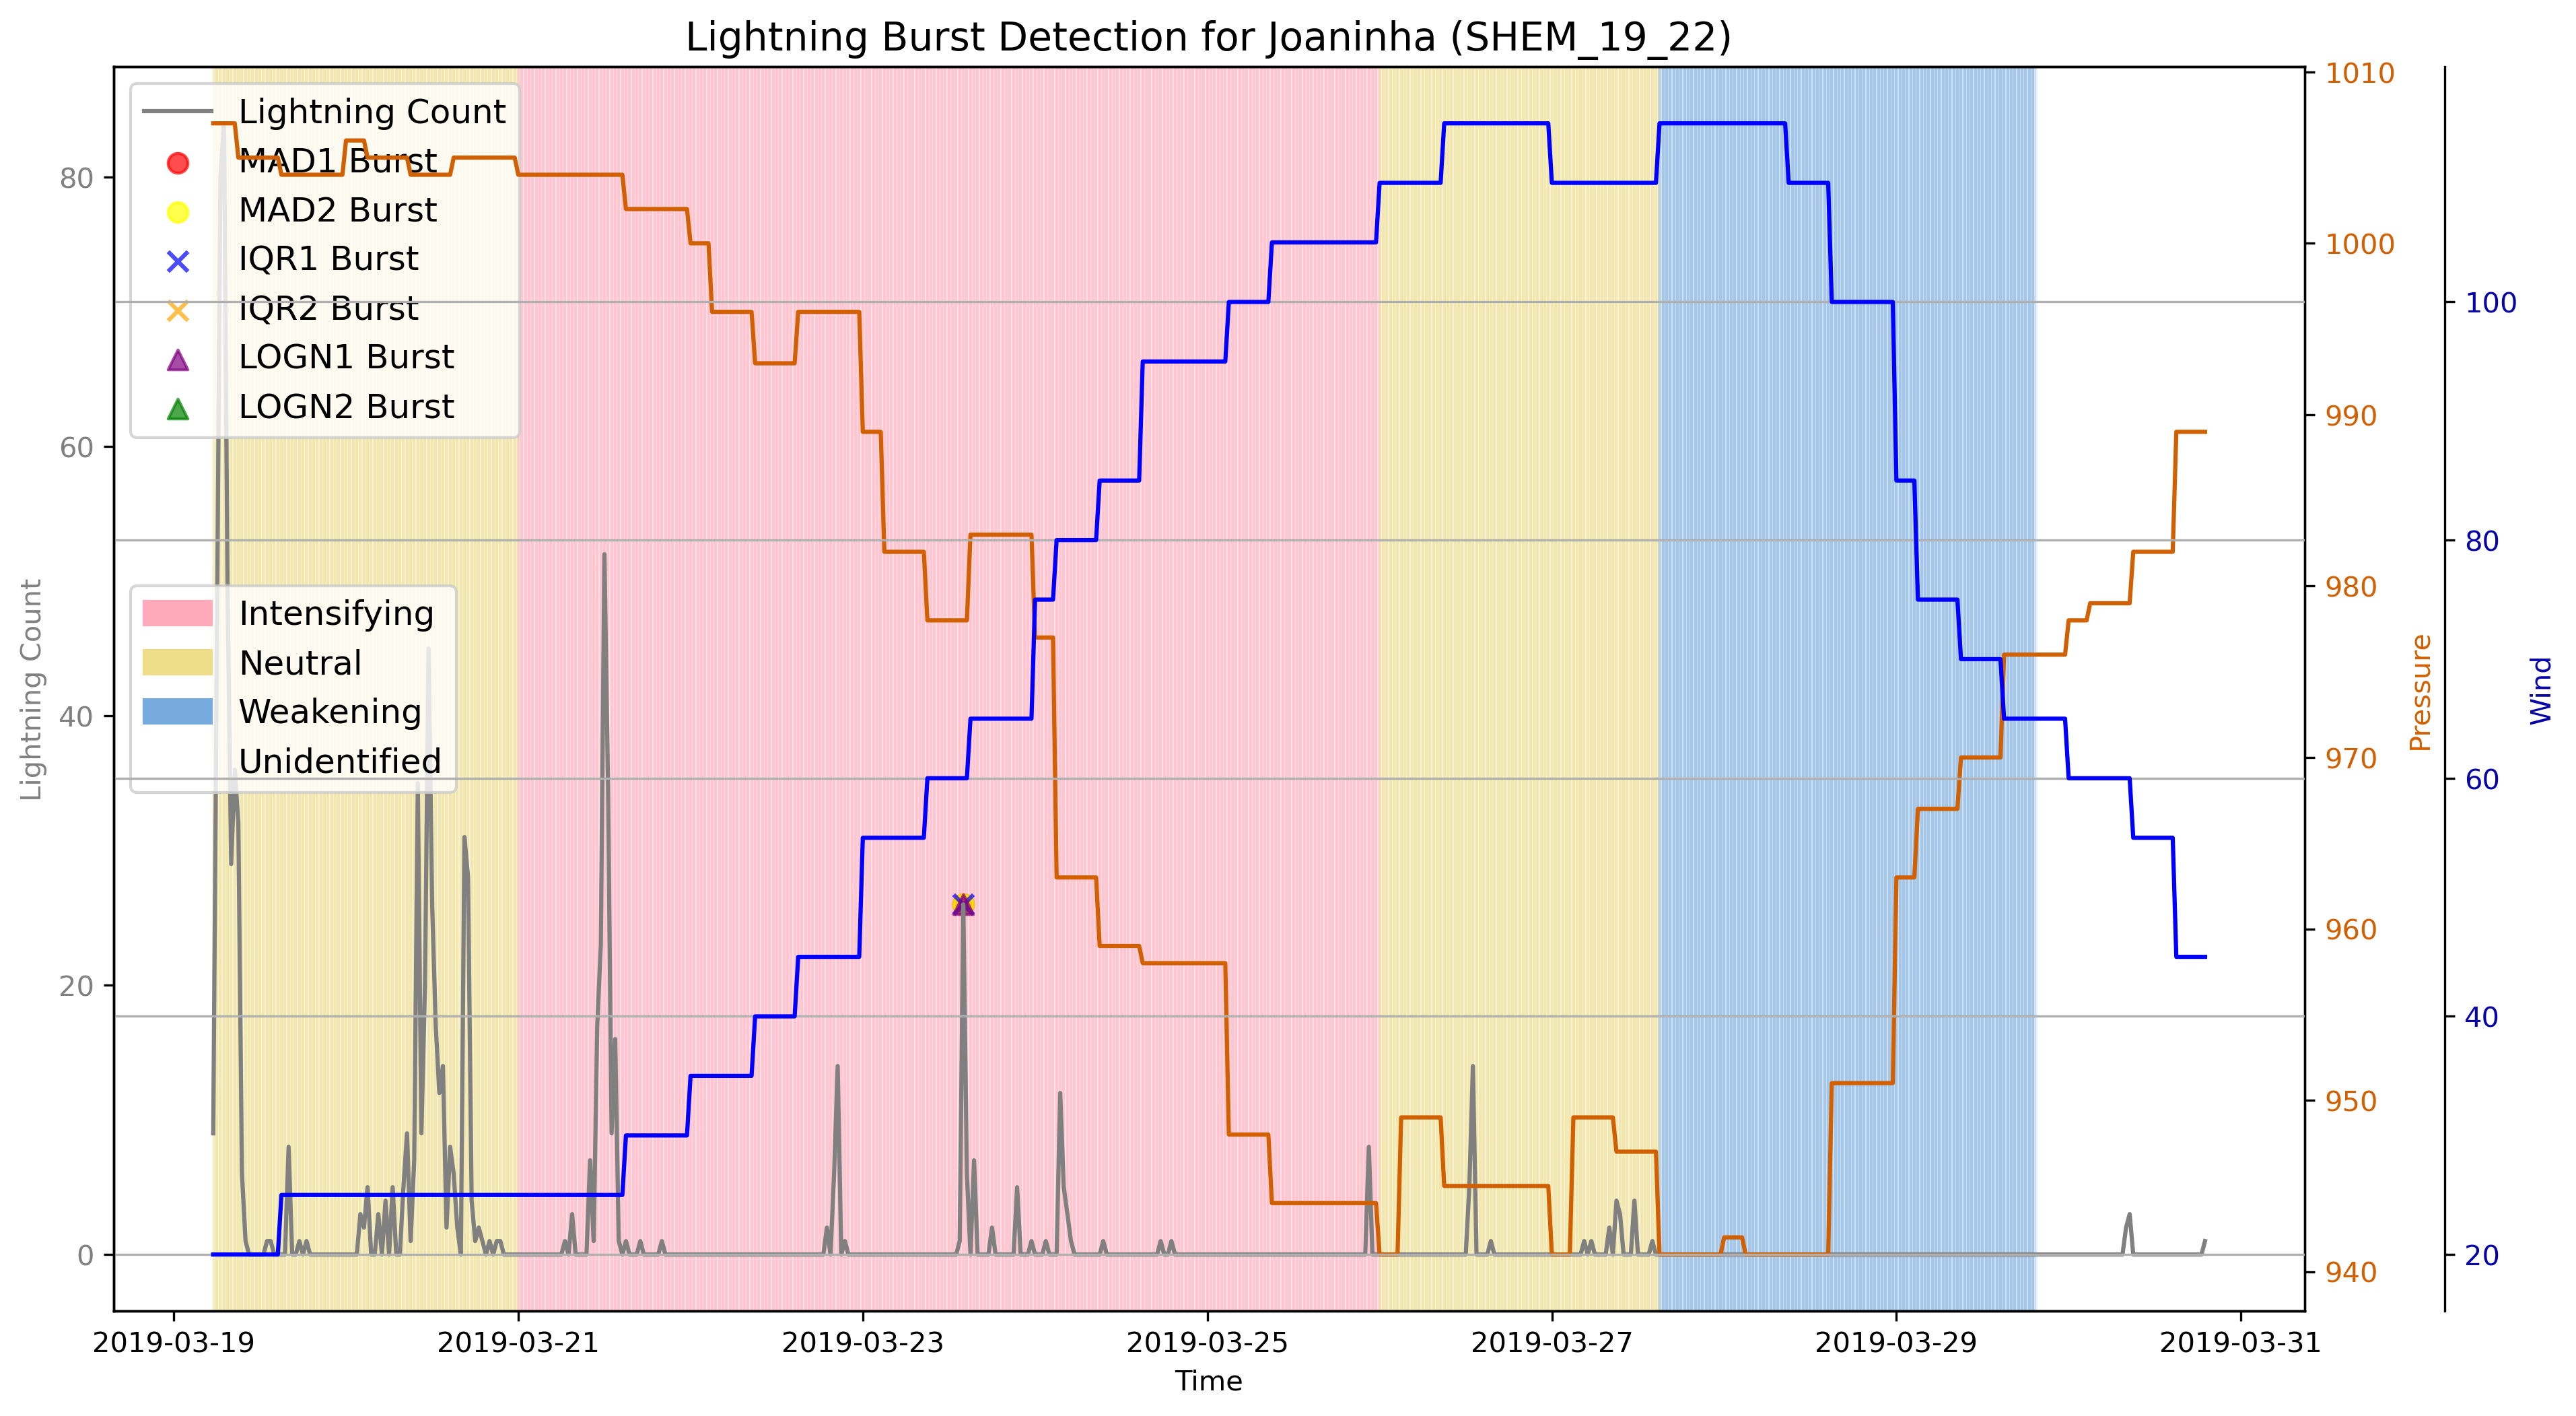 Lightning Burst Detection for Joaninha (SHEM_19_22)
Lightning Count
MAD1 Burst
MAD2 Burst
IQR1 Burst
IQR2 Burst
LOGN1 Burst
LOGN2 Burst
Intensifying
Neutral
Weakening
Unidentified
Lightning Count
80
60
40
20
0
1010
1000
990
980
970
960
950
940
Pressure
100
80
60
40
20
Wind
2019-03-19 2019-03-21 2019-03-23 2019-03-25 2019-03-27 2019-03-29 2019-03-31
Time